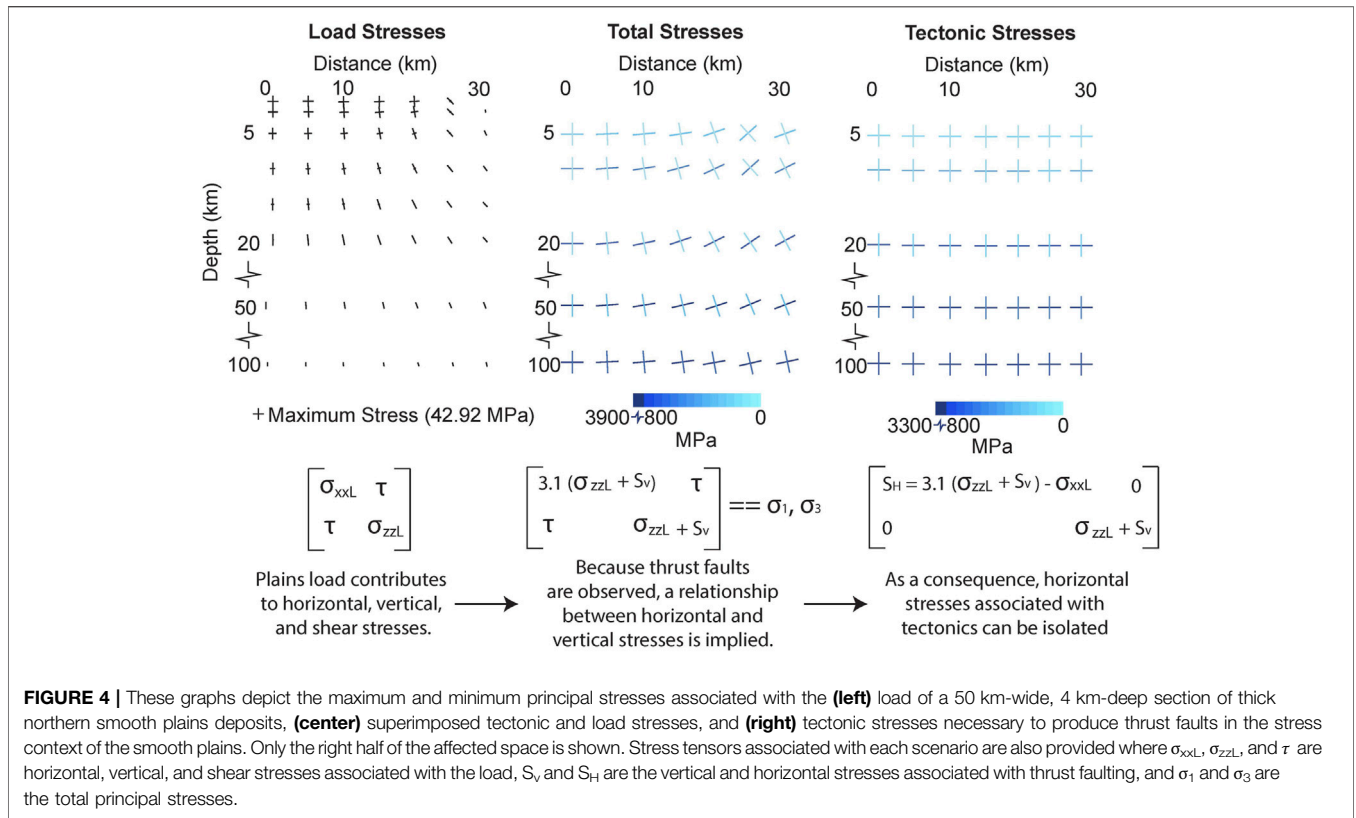 Load Stresses
Total Stresses
Tectonic Stresses
Distance (km)
Distance (km)
Distance (km)
0 10 30
0 10 30
0 10 30
Depth (km)
5
20
50
100
5
20
50
100
5
20
50
100
+Maximum Stress (42.92 MPa)
3900 800 0
MPa
3300 800 0
MPa
σxxL τ
τ σzzL
3.1 (σzzL + Sv) τ
τ σzzL + Sv
== σ1, σ3
SH = 3.1 (σzzL + Sv) - σxxL 0
0 σzzL + Sv
Plains load contributes
to horizontal, vertical,
and shear stresses.
Because thrust faults
are observed, a relationship
between horizontal and
vertical stresses is implied.
As a consequence, horizontal
stresses associated with
tectonics can be isolated
FIGURE 4 | These graphs depict the maximum and minimum principal stresses associated with the (left) load of a 50 km-wide, 4 km-deep section of thick
northern smooth plains deposits, (center) superimposed tectonic and load stresses, and (right) tectonic stresses necessary to produce thrust faults in the stress
context of the smooth plains. Only the right half of the affected space is shown. Stress tensors associated with each scenario are also provided where σxxL, σzzL, and τ are
horizontal, vertical, and shear stresses associated with the load, Sv and SH are the vertical and horizontal stresses associated with thrust faulting, and σ1 and σ3 are
the total principal stresses.